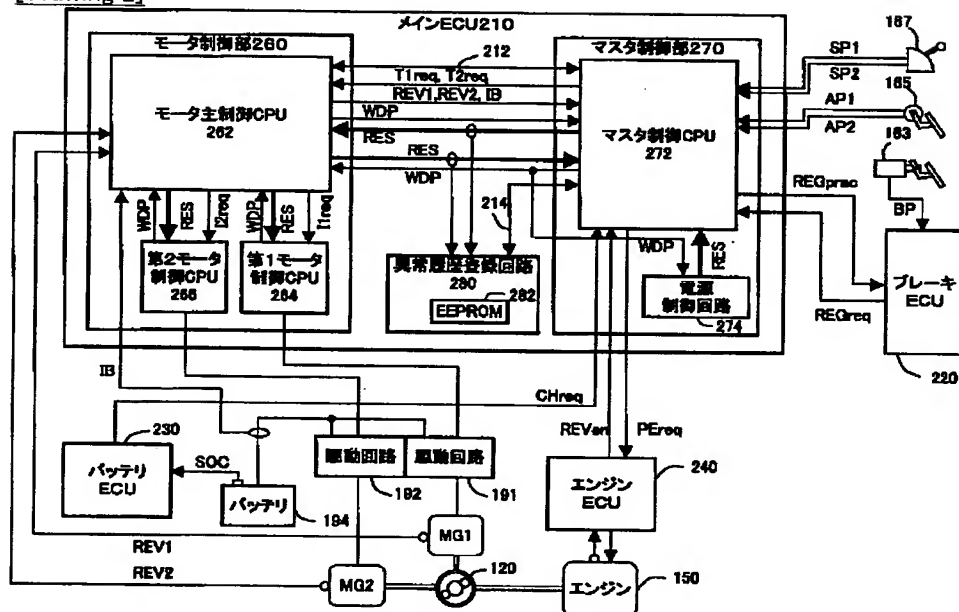 メインECU210
モータ制御部260
モータ主制御CPU
262
WDP
RES
I2req
WDP
RES
I1req
第2モータ
制御CPU
266
第1モータ
制御CPU
264
212
T1req, T2req
REV1,REV2, IB
WDP
RES
RES
WDP
214
異常履歴登録回路
280
282
EEPROM
マスタ制御部270
マスタ制御CPU
272
WDP
RES
電源
制御回路
274
SP1
SP2
167
AP1
AP2
165
163
BP
REGprac
REGreq
ブレーキ
ECU
220
IB
CHreq
230
バッテリ
ECU
SOC
バッテリ
194
駆動回路
192
駆動回路
191
REVen
PEreq
240
エンジン
ECU
REV1
REV2
MG1
MG2
120
エンジン
150